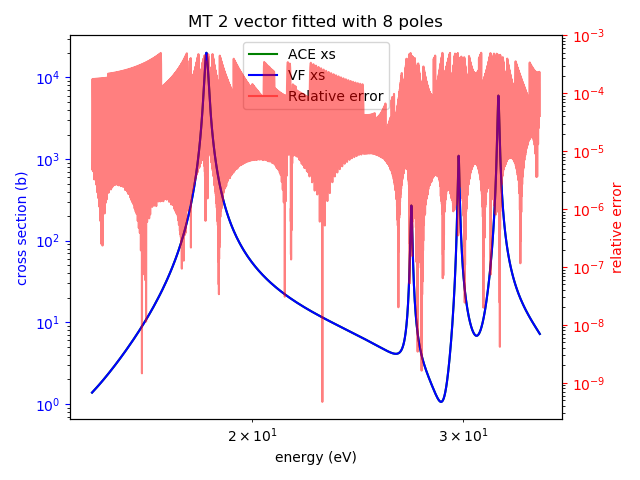 MT 2 vector fitted with 8 poles
ACE xs
VF xs
Relative error
cross section (b)
10^4
10^3
10^2
10^1
10^0
10^-3
10^-4
10^-5
10^-6
10^-7
10^-8
10^-9
relative error
2 × 10^1
3 × 10^1
energy (eV)